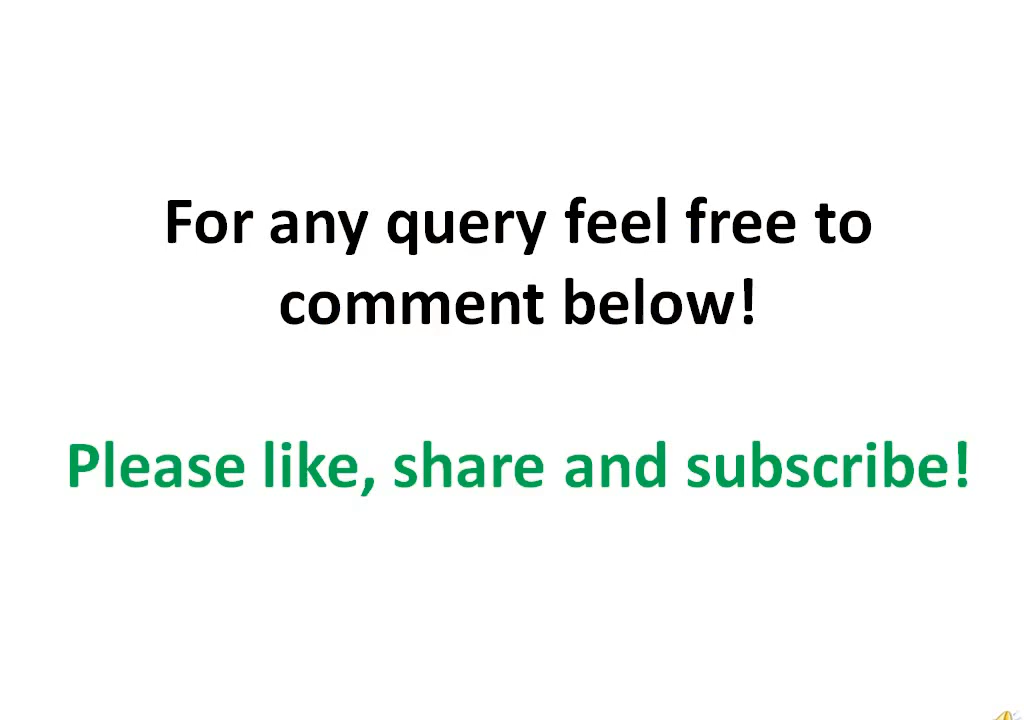 For any query feel free to
comment below!
Please like, share and subscribe!